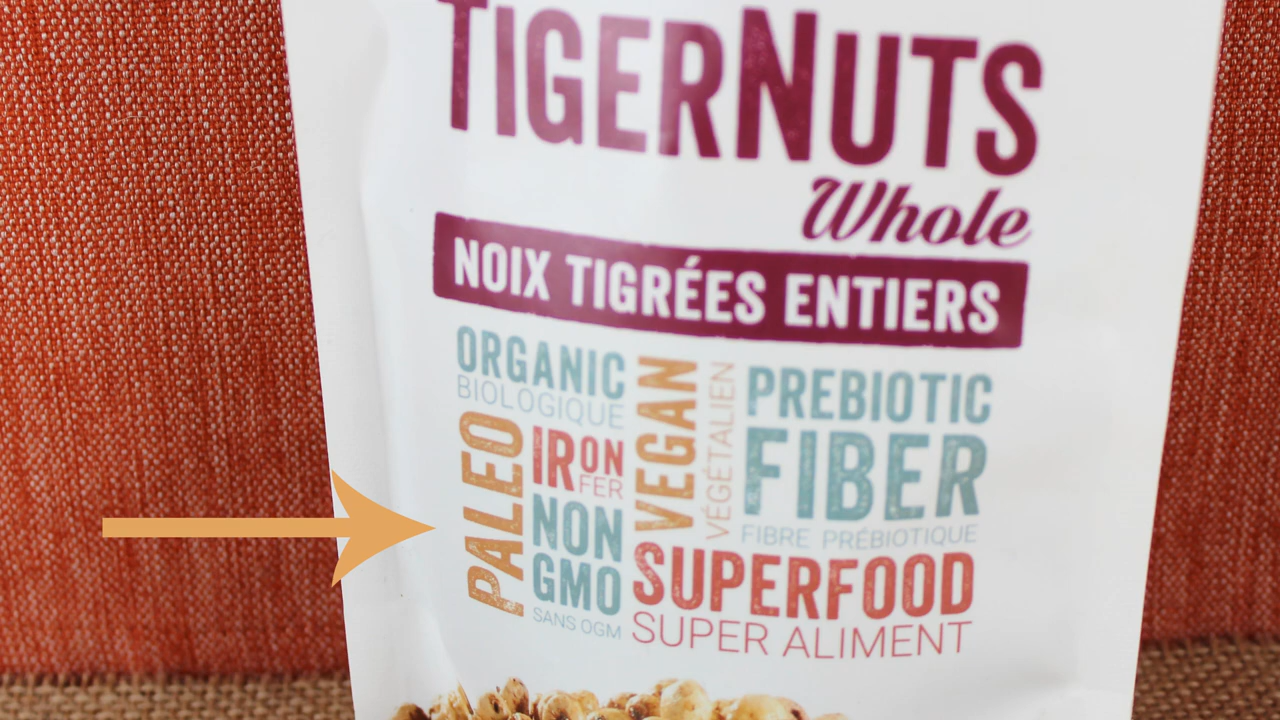 TIGERNUTS
Whole
NOIX TIGRÉES ENTIERS
ORGANIC
BIOLOGIQUE
PALEO
IRON
FER
NON
GMO
SANS OGM
VEGAN
VÉGÉTALIEN
PREBIOTIC
FIBER
FIBRE PRÉBIOTIQUE
SUPERFOOD
SUPER ALIMENT